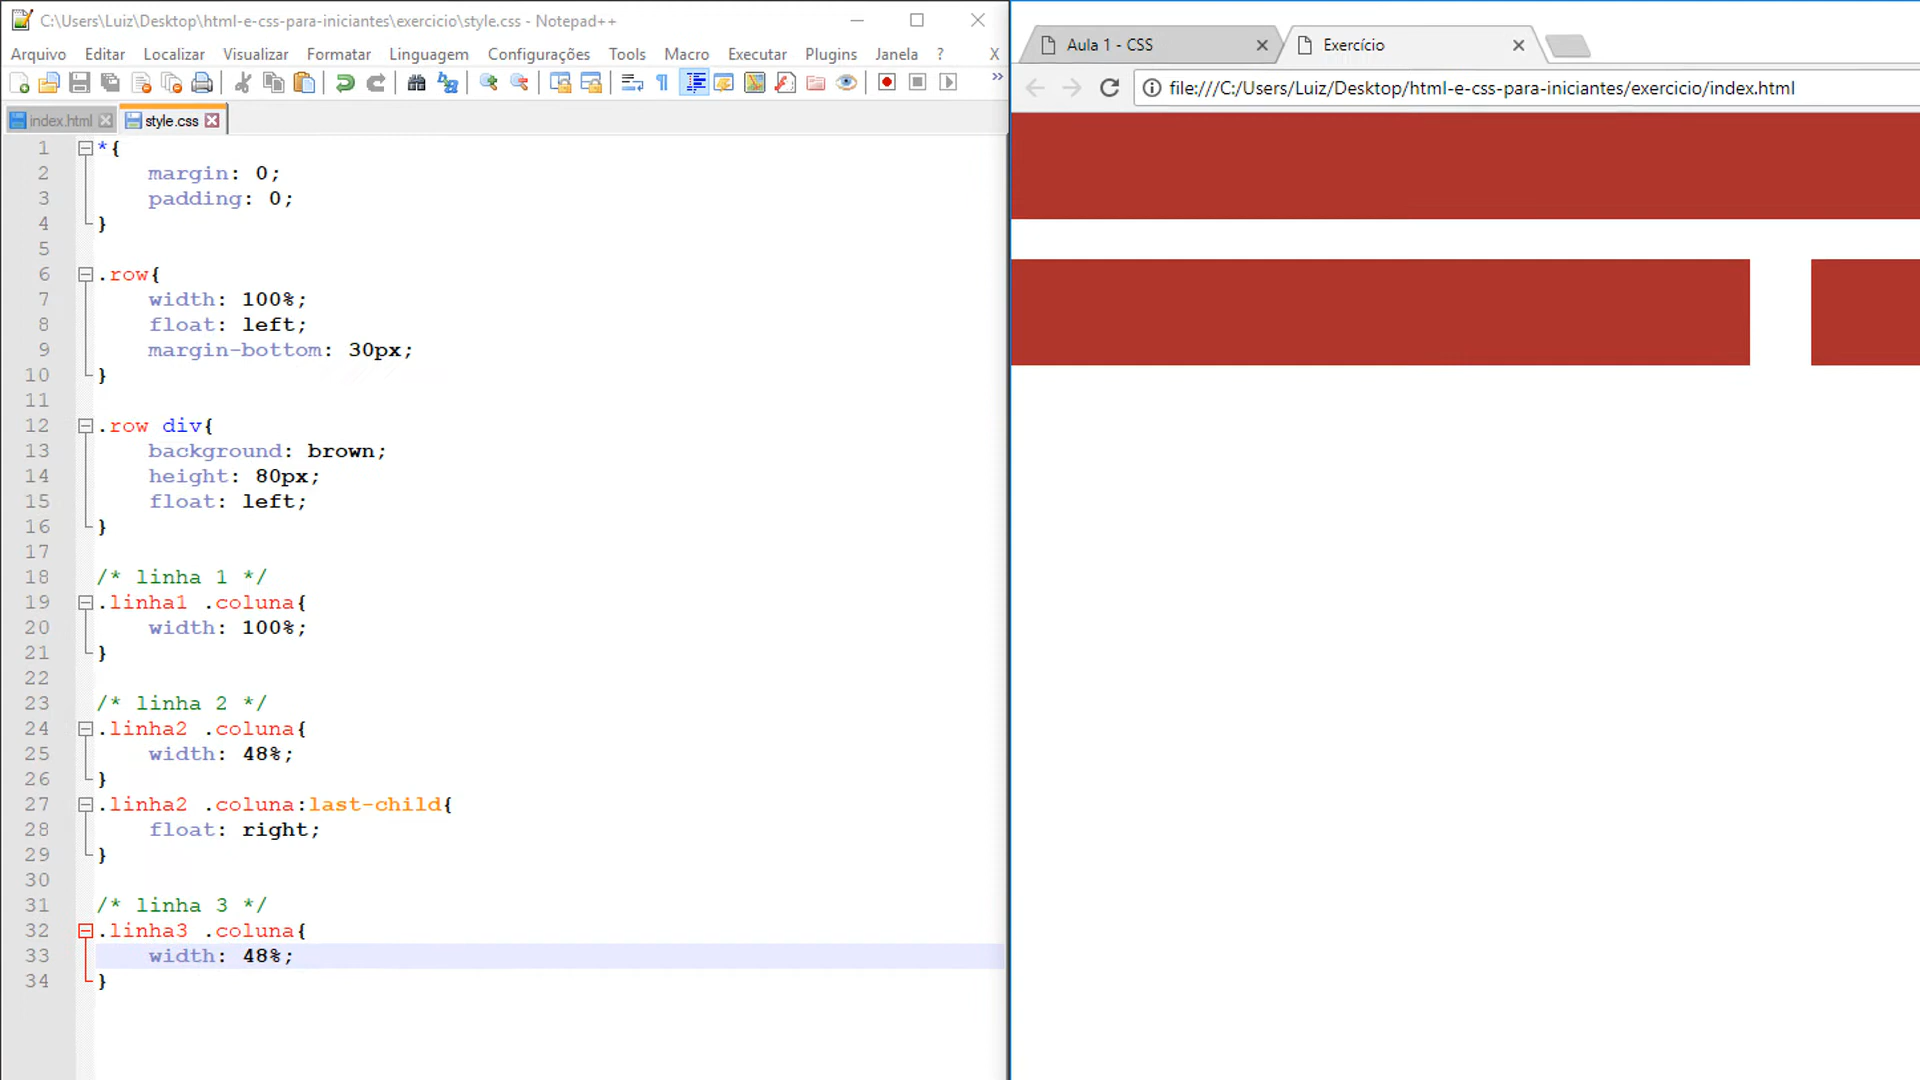 C:\Users\Luiz\Desktop\html-e-css-para-iniciantes\exercicio\style.css - Notepad++
Arquivo Editar Localizar Visualizar Formatar Linguagem Configurações Tools Macro Executar Plugins Janela ? X
index.html style.css
1 *{
2 margin: 0;
3 padding: 0;
4 }
5
6 .row{
7 width: 100%;
8 float: left;
9 margin-bottom: 30px;
10 }
11
12 .row div{
13 background: brown;
14 height: 80px;
15 float: left;
16 }
17
18 /* linha 1 */
19 .linha1 .coluna{
20 width: 100%;
21 }
22
23 /* linha 2 */
24 .linha2 .coluna{
25 width: 48%;
26 }
27 .linha2 .coluna:last-child{
28 float: right;
29 }
30
31 /* linha 3 */
32 .linha3 .coluna{
33 width: 48%;
34 }
Aula 1 - CSS Exercício
file:///C:/Users/Luiz/Desktop/html-e-css-para-iniciantes/exercicio/index.html